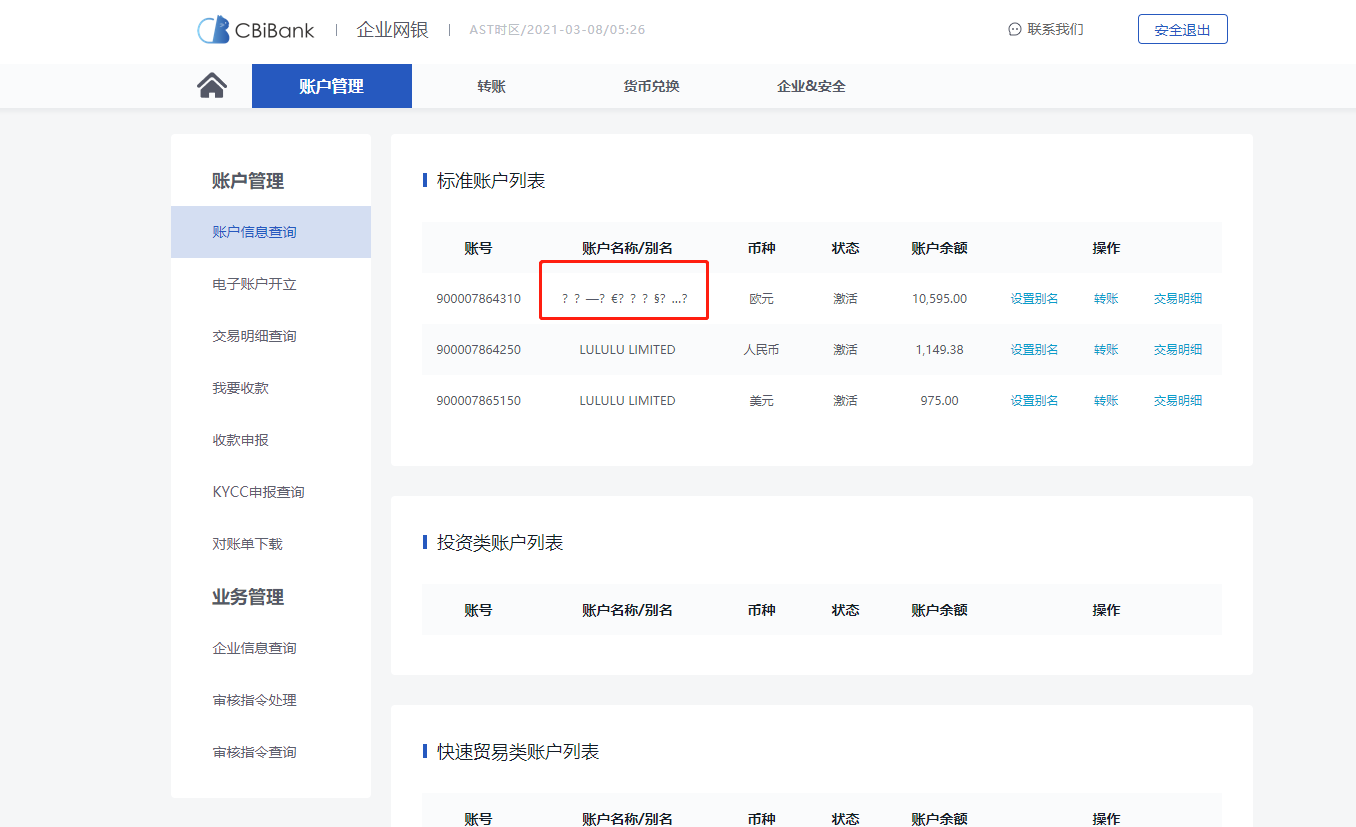 CBiBank | 企业网银 | AST时区/2021-03-08/05:26 联系我们 安全退出
账户管理 转账 货币兑换 企业&安全
账户管理
账户信息查询
电子账户开立
交易明细查询
我要收款
收款申报
KYCC申报查询
对账单下载
业务管理
企业信息查询
审核指令处理
审核指令查询
标准账户列表
账号 账户名称/别名 币种 状态 账户余额 操作
900007864310 ? ? —? €? ? ? §? …? 欧元 激活 10,595.00 设置别名 转账 交易明细
900007864250 LULULU LIMITED 人民币 激活 1,149.38 设置别名 转账 交易明细
900007865150 LULULU LIMITED 美元 激活 975.00 设置别名 转账 交易明细
投资类账户列表
账号 账户名称/别名 币种 状态 账户余额 操作
快速贸易类账户列表
账号 账户名称/别名 币种 状态 账户余额 操作